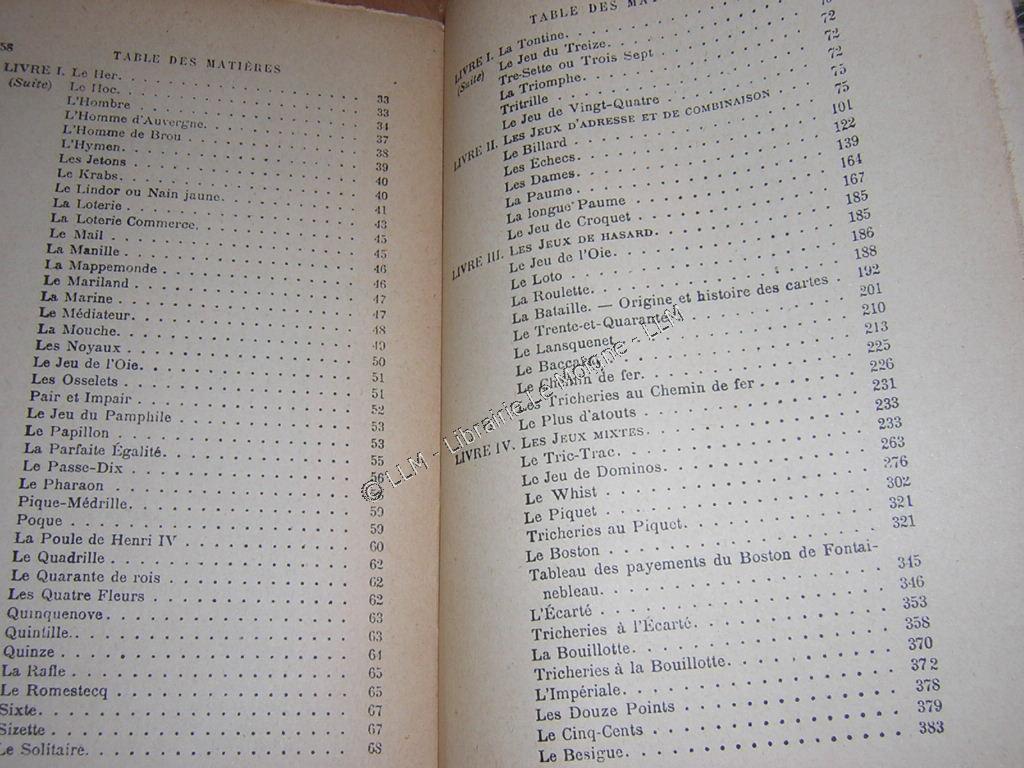 58
TABLE DES MATIÈRES
LIVRE I. Le Her. 33
(Suite) Le Hoc. 33
L'Hombre 34
L'Homme d'Auvergne. 37
L'Homme de Brou 38
L'Hymen. 39
Les Jetons 40
Le Krabs. 40
Le Lindor ou Nain jaune. 41
La Loterie 43
La Loterie Commerce. 45
Le Mail 45
La Manille 46
La Mappemonde 46
Le Mariland 47
La Marine 47
Le Médiateur. 48
La Mouche. 49
Les Noyaux 50
Le Jeu de l'Oie. 51
Les Osselets 51
Pair et Impair 52
Le Jeu du Pamphile 53
Le Papillon 53
La Parfaite Égalité. 55
Le Passe-Dix 56
Le Pharaon
Pique-Médrille. 59
Poque 59
La Poule de Henri IV 60
Le Quadrille 62
Le Quarante de rois 62
Les Quatre Fleurs 62
Quinquenove. 63
Quintille. 63
Quinze 64
La Rafle 65
Le Romestecq 65
Sixte. 67
Sizette 67
Le Solitaire. 68
TABLE DES
LIVRE I. La Tontine.
(Suite) Le Jeu du Treize.
Tre-Sette ou Trois Sept
La Triomphe. 72
Tritrille 72
Le Jeu de Vingt-Quatre 72
LIVRE II. LES JEUX D'ADRESSE ET DE COMBINAISON 75
Le Billard 75
Les Echecs. 101
Les Dames. 122
La Paume 139
La longue Paume 164
Le Jeu de Croquet 167
LIVRE III. LES JEUX DE HASARD. 185
Le Jeu de l'Oie. 185
Le Loto 186
La Roulette. 188
La Bataille. — Origine et histoire des cartes 192
Le Trente-et-Quarante 201
Le Lansquenet 210
Le Baccarat 213
Le Chemin de fer. 225
Les Tricheries au Chemin de fer 226
Le Plus d'atouts 231
LIVRE IV. LES JEUX MIXTES. 233
Le Tric-Trac. 233
Le Jeu de Dominos. 263
Le Whist 276
Le Piquet 302
Tricheries au Piquet. 321
Le Boston 321
Tableau des payements du Boston de Fontai-
nebleau. 345
L'Écarté 346
Tricheries à l'Écarté. 353
La Bouillotte 358
Tricheries à la Bouillotte. 370
L'Impériale. 372
Les Douze Points 378
Le Cinq-Cents 379
Le Besigue. 383
© LLM - Librairie Le Moigne - LLM